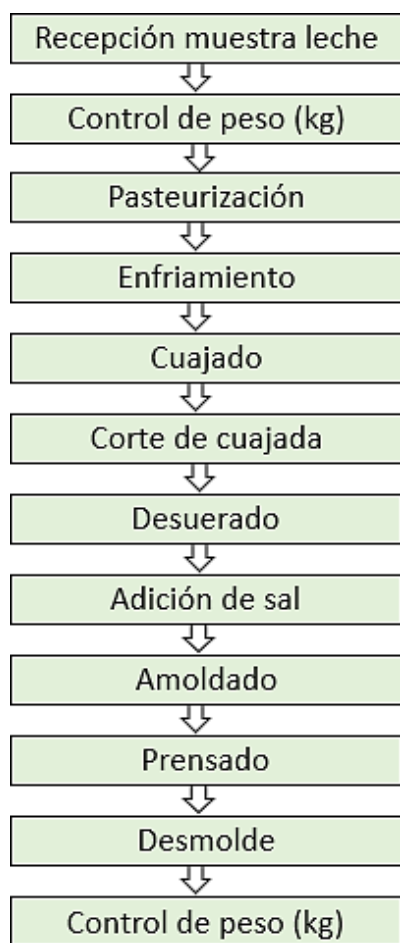 Recepción muestra leche
Control de peso (kg)
Pasteurización
Enfriamiento
Cuajado
Corte de cuajada
Desuerado
Adición de sal
Amoldado
Prensado
Desmolde
Control de peso (kg)